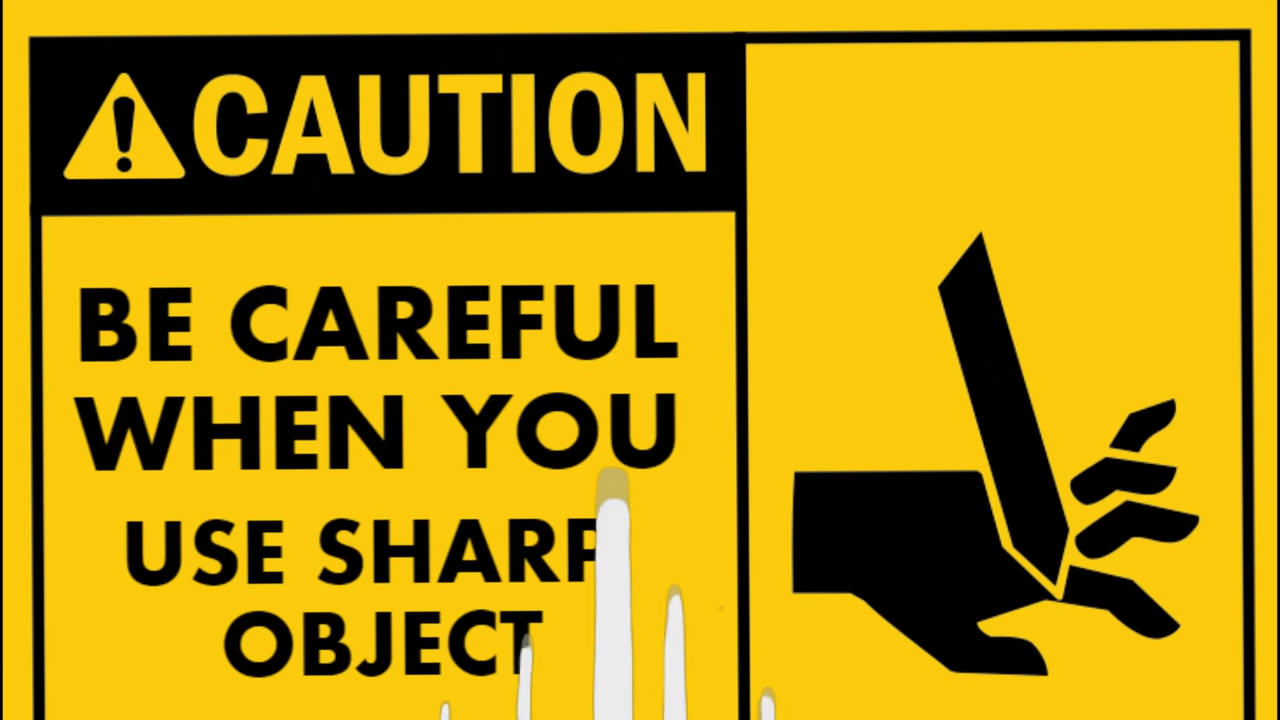 CAUTION
BE CAREFUL
WHEN YOU
USE SHARP
OBJECT